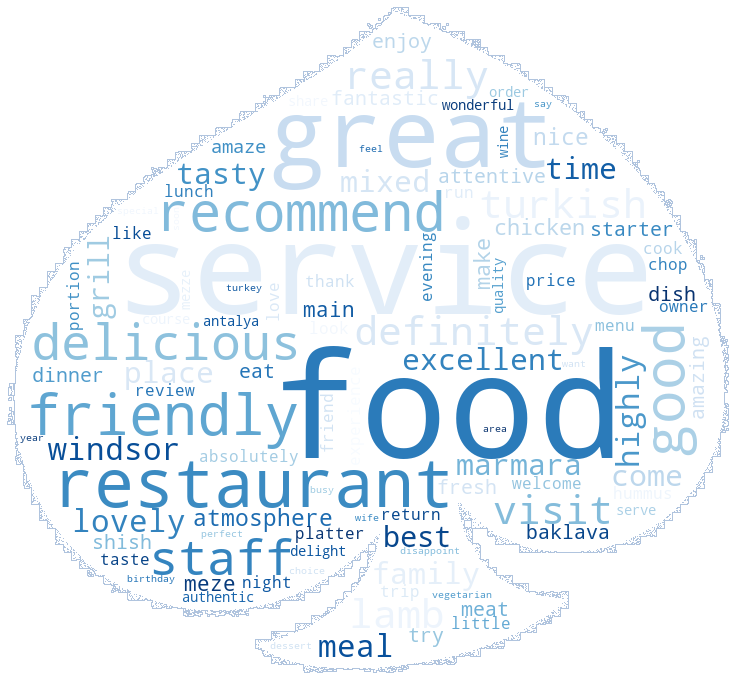 enjoy
really
order
share fantastic wonderful say
great
feel wine nice
amaze
tasty mixed attentive time
lunch run
recommend turkish
special like chicken starter
service
grill evening make quality cook
portion mezze turkey love thank price chop
main dish
owner
course antalya look menu
delicious definitely
place excellent want good
dinner eat highly amazing
review
food
friendly friend area
year
windsor absolutely marmara
restaurant busy fresh welcome come
hummus
lovely atmosphere wife return visit serve
shish perfect platter best baklava
taste staff delight disappoint
choice
birthday meze night family
authentic trip vegetarian
lamb meat
little
try
dessert meal